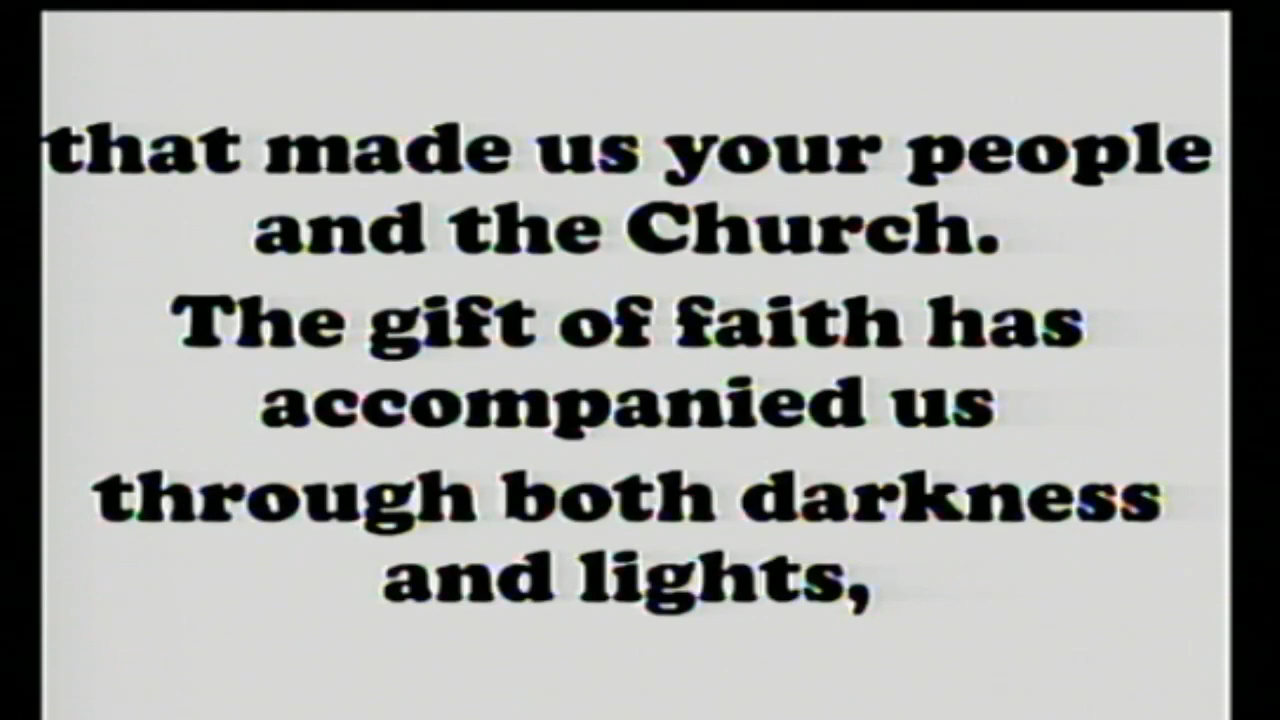 that made us your people
and the Church.
The gift of faith has
accompanied us
through both darkness
and lights,